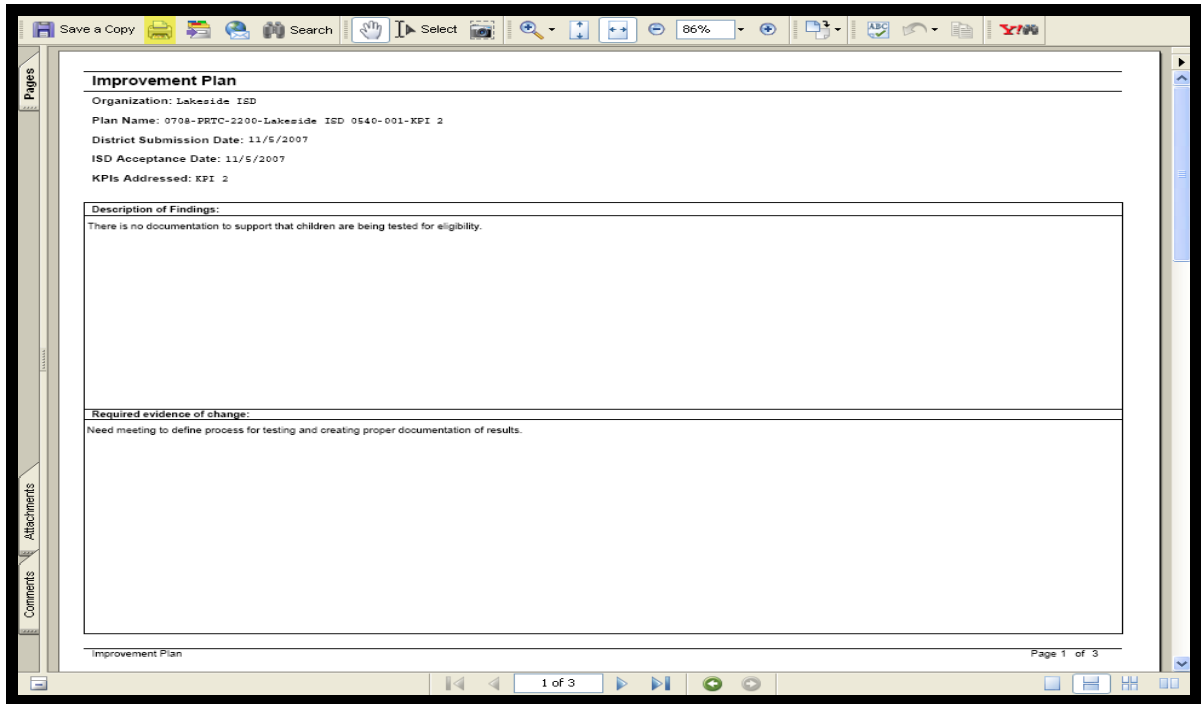 Save a Copy Search Select 86% ABC Y!
Pages
Improvement Plan
Organization: Lakeside ISD
Plan Name: 0708-PRTC-2200-Lakeside ISD 0540-001-KPI 2
District Submission Date: 11/5/2007
ISD Acceptance Date: 11/5/2007
KPIs Addressed: KPI 2
Description of Findings:
There is no documentation to support that children are being tested for eligibility.
Required evidence of change:
Need meeting to define process for testing and creating proper documentation of results.
Attachments
Comments
Improvement Plan Page 1 of 3
1 of 3